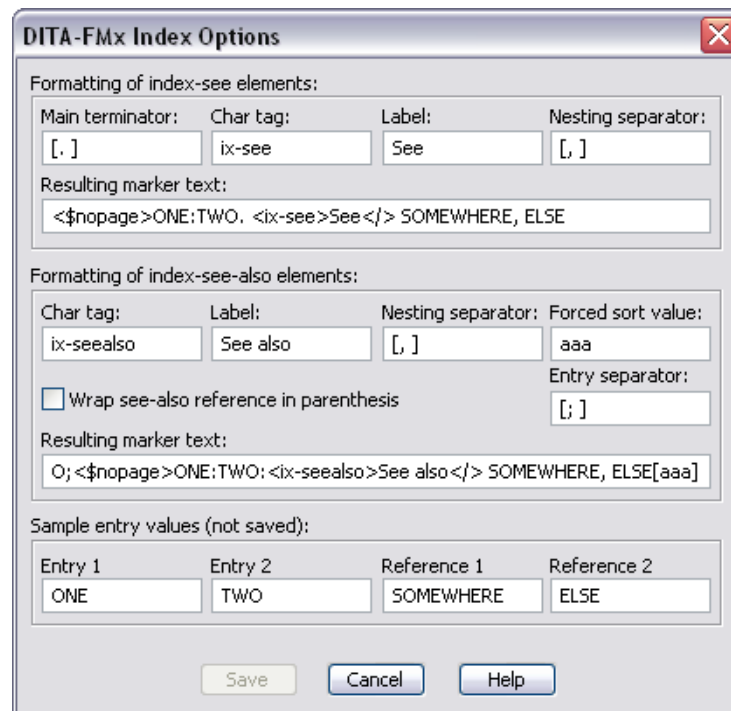 DITA-FMx Index Options
Formatting of index-see elements:
Main terminator: Char tag: Label: Nesting separator:
[. ] ix-see See [, ]
Resulting marker text:
<$nopage>ONE:TWO. <ix-see>See</> SOMEWHERE, ELSE
Formatting of index-see-also elements:
Char tag: Label: Nesting separator: Forced sort value:
ix-seealso See also [, ] aaa
Entry separator:
Wrap see-also reference in parenthesis
[; ]
Resulting marker text:
O;<$nopage>ONE:TWO:<ix-seealso>See also</> SOMEWHERE, ELSE[aaa]
Sample entry values (not saved):
Entry 1 Entry 2 Reference 1 Reference 2
ONE TWO SOMEWHERE ELSE
Save Cancel Help